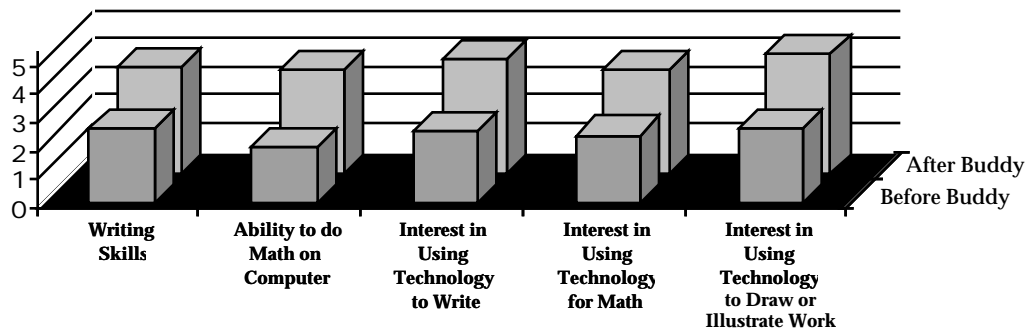 5
4
3
2
1
0
After Buddy
Before Buddy
Writing
Skills
Ability to do
Math on
Computer
Interest in
Using
Technology
to Write
Interest in
Using
Technology
for Math
Interest in
Using
Technology
to Draw or
Illustrate Work